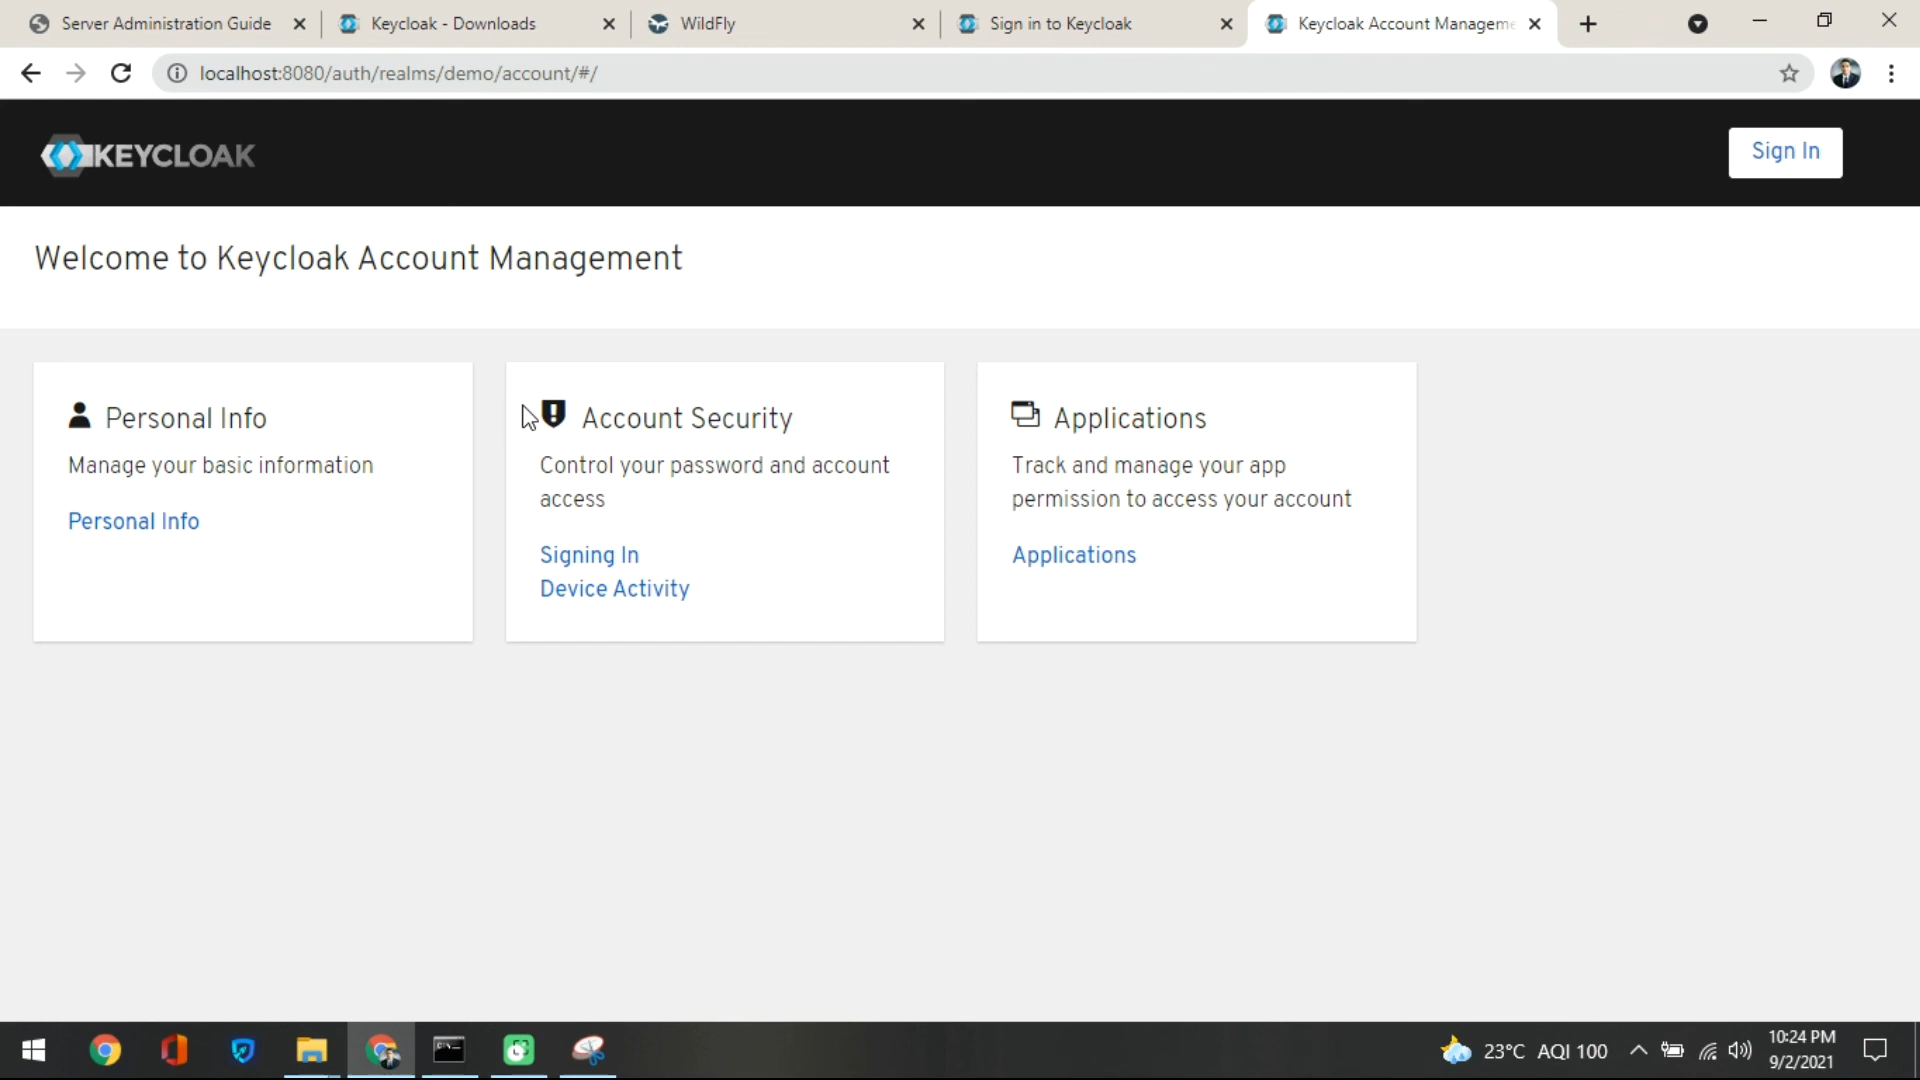 Server Administration Guide
Keycloak - Downloads
WildFly
Sign in to Keycloak
Keycloak Account Manageme
localhost:8080/auth/realms/demo/account/#/
KEYCLOAK
Sign In
Welcome to Keycloak Account Management
Personal Info
Manage your basic information
Personal Info
Account Security
Control your password and account
access
Signing In
Device Activity
Applications
Track and manage your app
permission to access your account
Applications
23°C AQI 100
10:24 PM
9/2/2021